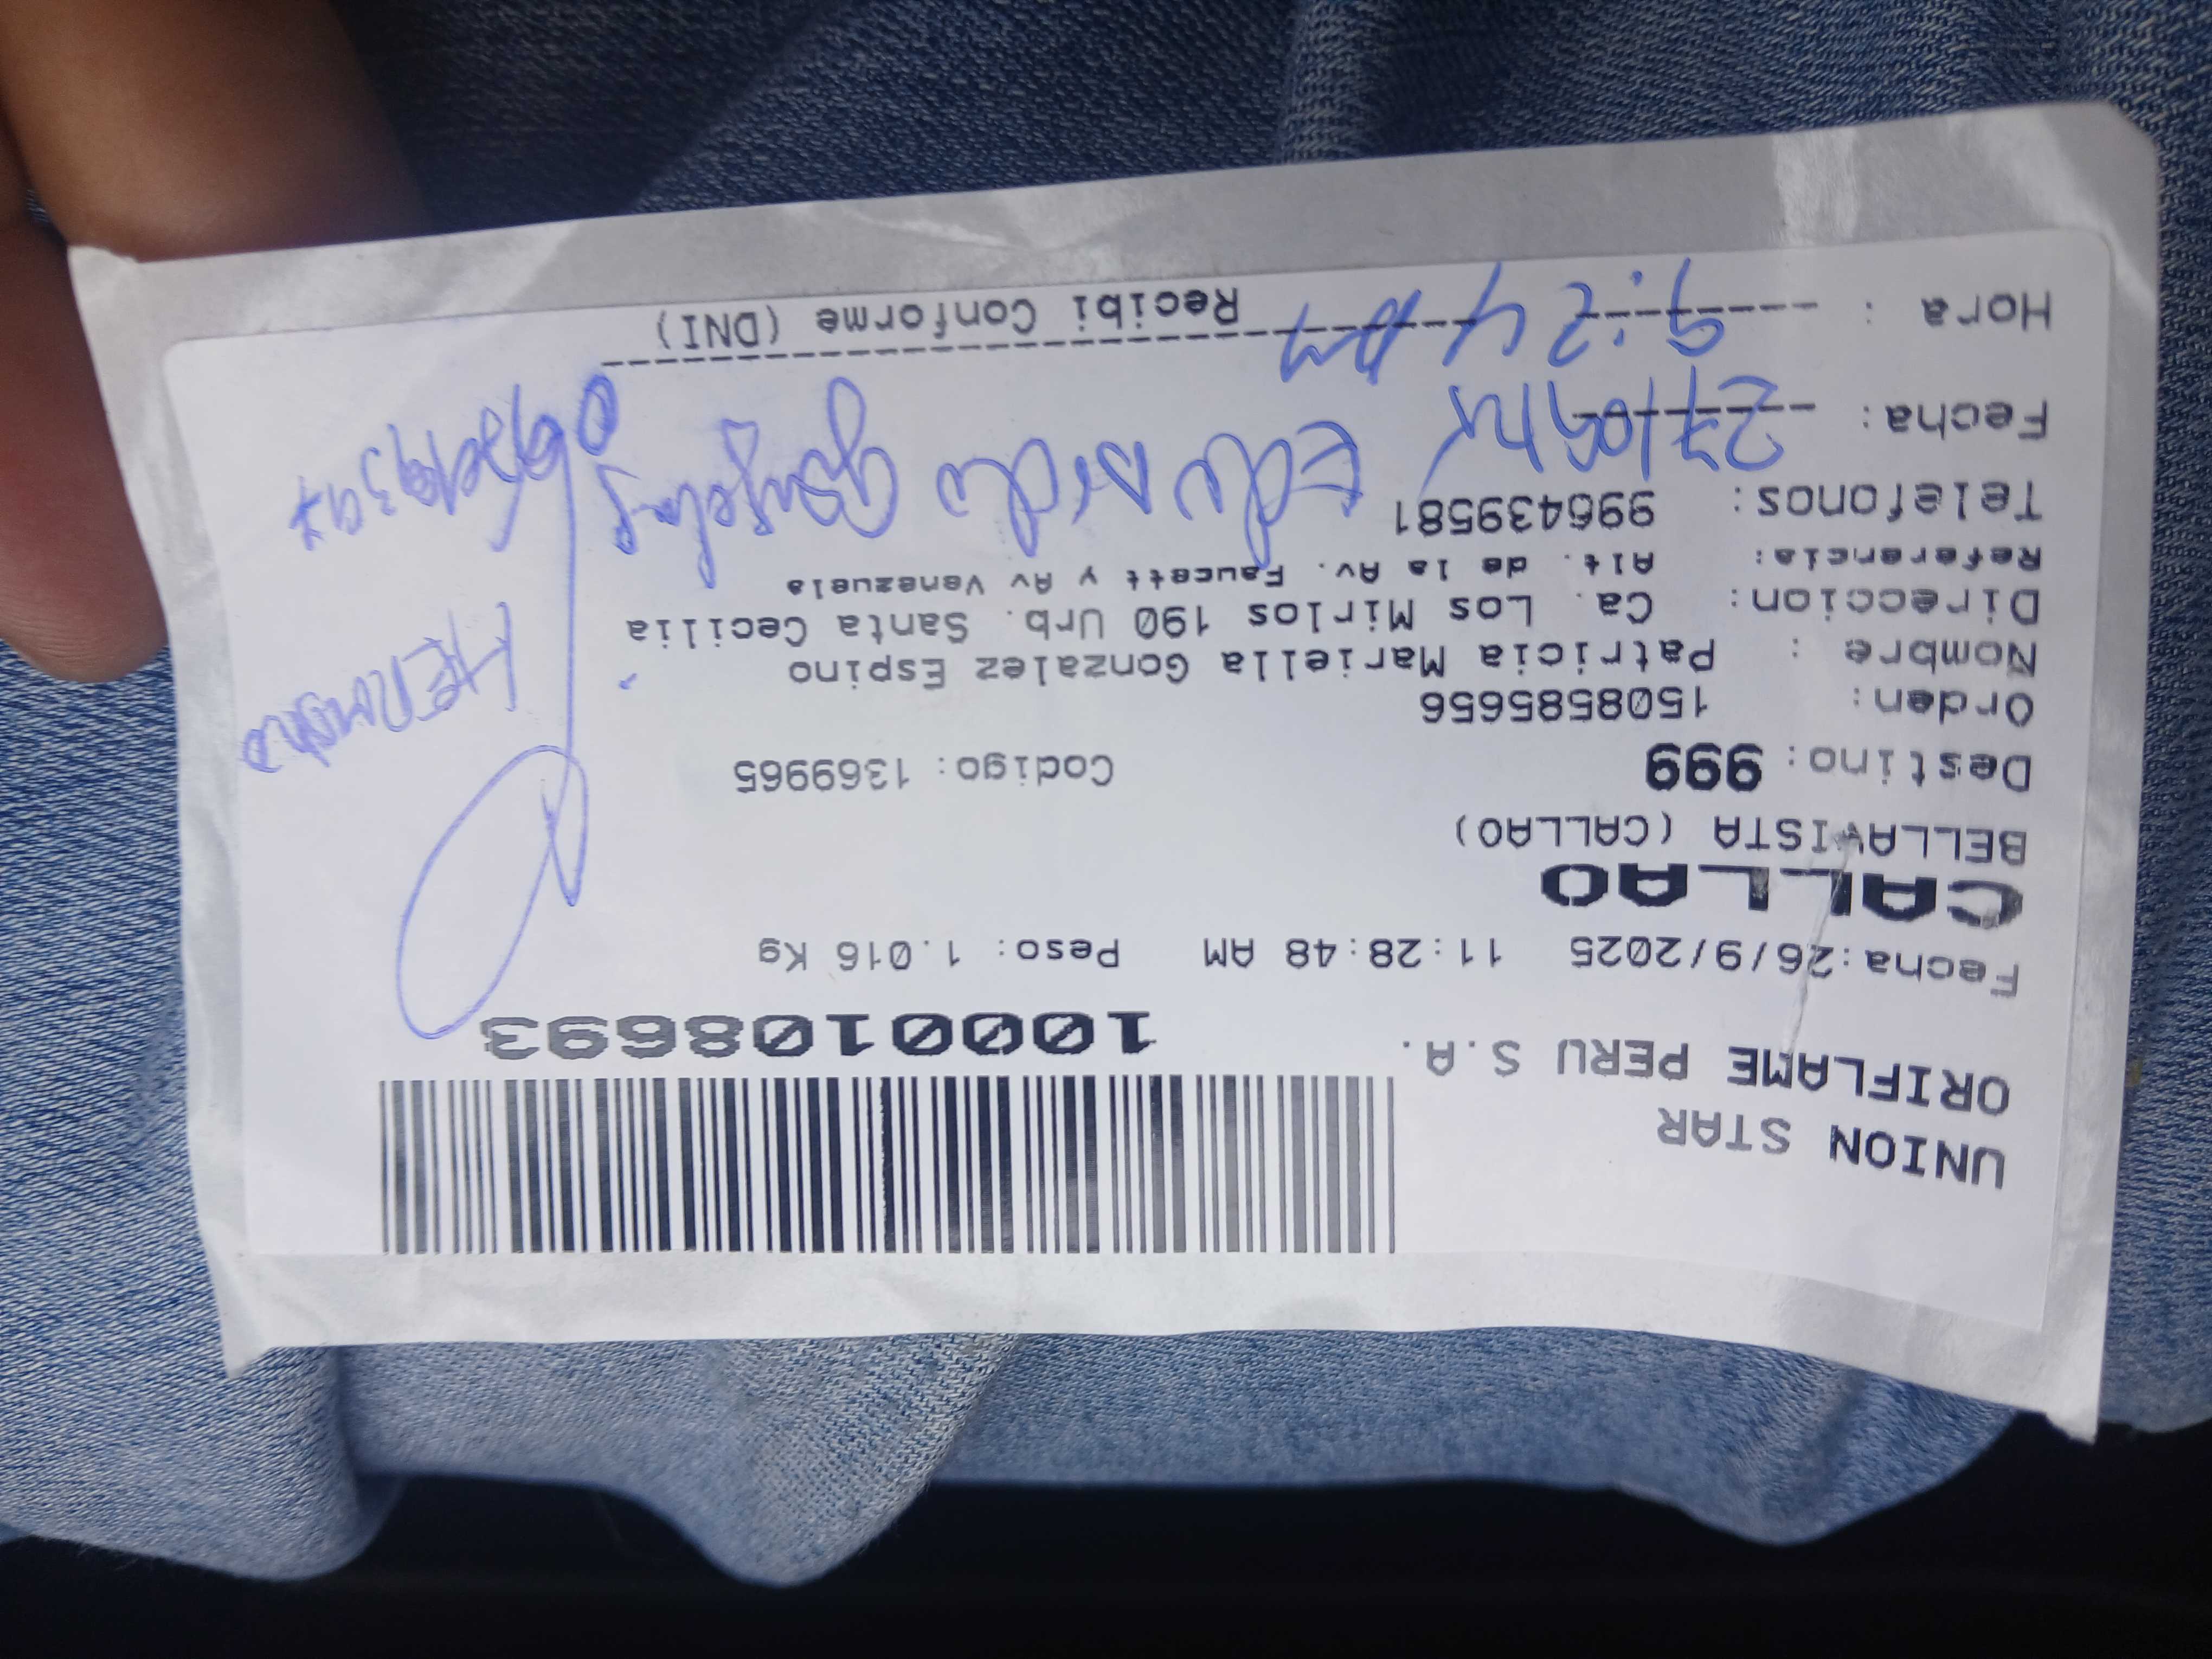 UNION STAR
ORIFLAME PERU S.A.
1000108693
Fecha:26/9/2025 11:28:48 AM Peso: 1.016 Kg
CALLAO
BELLAVISTA (CALLAO)
Destino: 999 Codigo: 1369965
Orden: 150858565​6
Nombre : Patricia Mariella Gonzalez Espino
Direccion: Ca. Los Mirlos 190 Urb. Santa Cecilia
Referencia: Alt. de la Av. Faucett y Av Venezuela
Telefonos: 996439581
HERMANO
Eduardo
Fecha: 27/09/
Hora : 9:24 AM
Recibi Conforme (DNI)